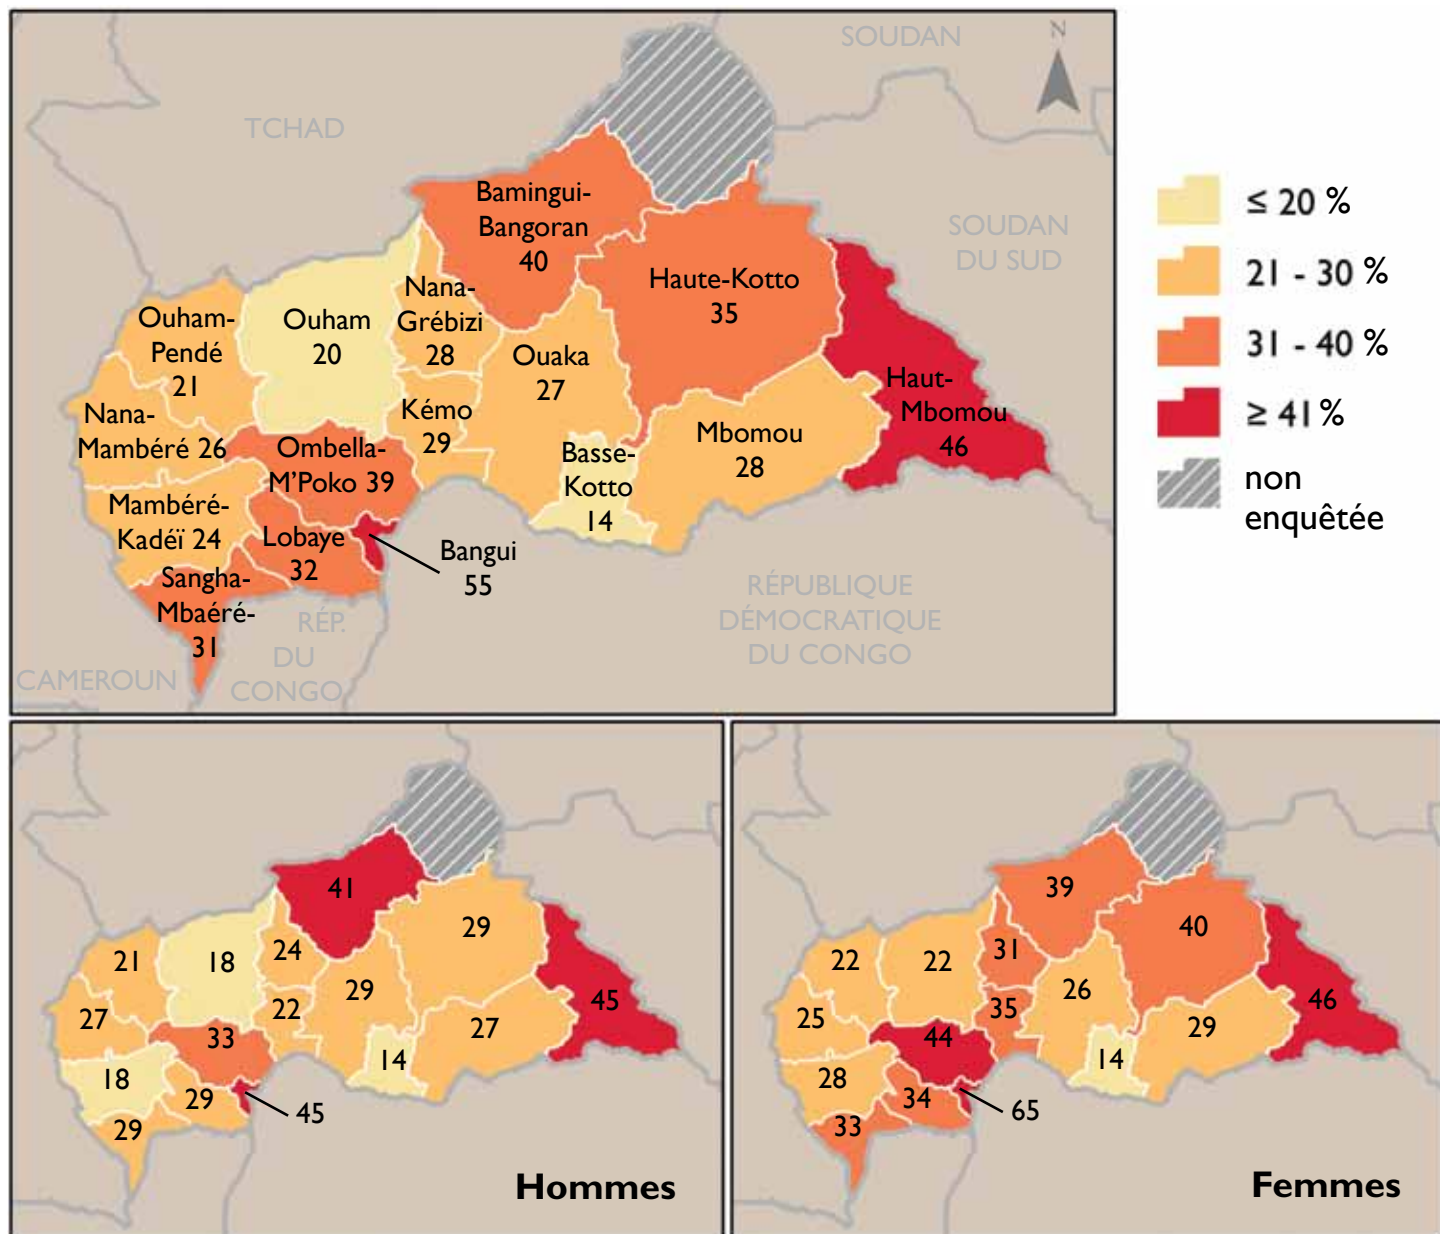 SOUDAN
N
TCHAD
SOUDAN
DU SUD
Bamingui-
Bangoran
40
Haute-Kotto
35
Nana-
Grébizi
28
Ouham-
Pendé
21
Ouham
20
Ouaka
27
Haut-
Mbomou
46
Nana-
Mambéré 26
Kémo
29
Mbomou
28
Ombella-
M'Poko 39
Basse-
Kotto
14
Mambéré-
Kadéï 24
Lobaye
32
Bangui
55
Sangha-
Mbaéré-
31
RÉPUBLIQUE
DÉMOCRATIQUE
DU CONGO
RÉP.
DU
CONGO
CAMEROUN
≤ 20 %
21 - 30 %
31 - 40 %
≥ 41 %
non
enquêtée
41
29
21
18
24
29
45
27
22
33
27
14
18
29
45
29
Hommes
39
40
22
22
31
26
46
25
35
44
29
14
28
34
65
33
Femmes